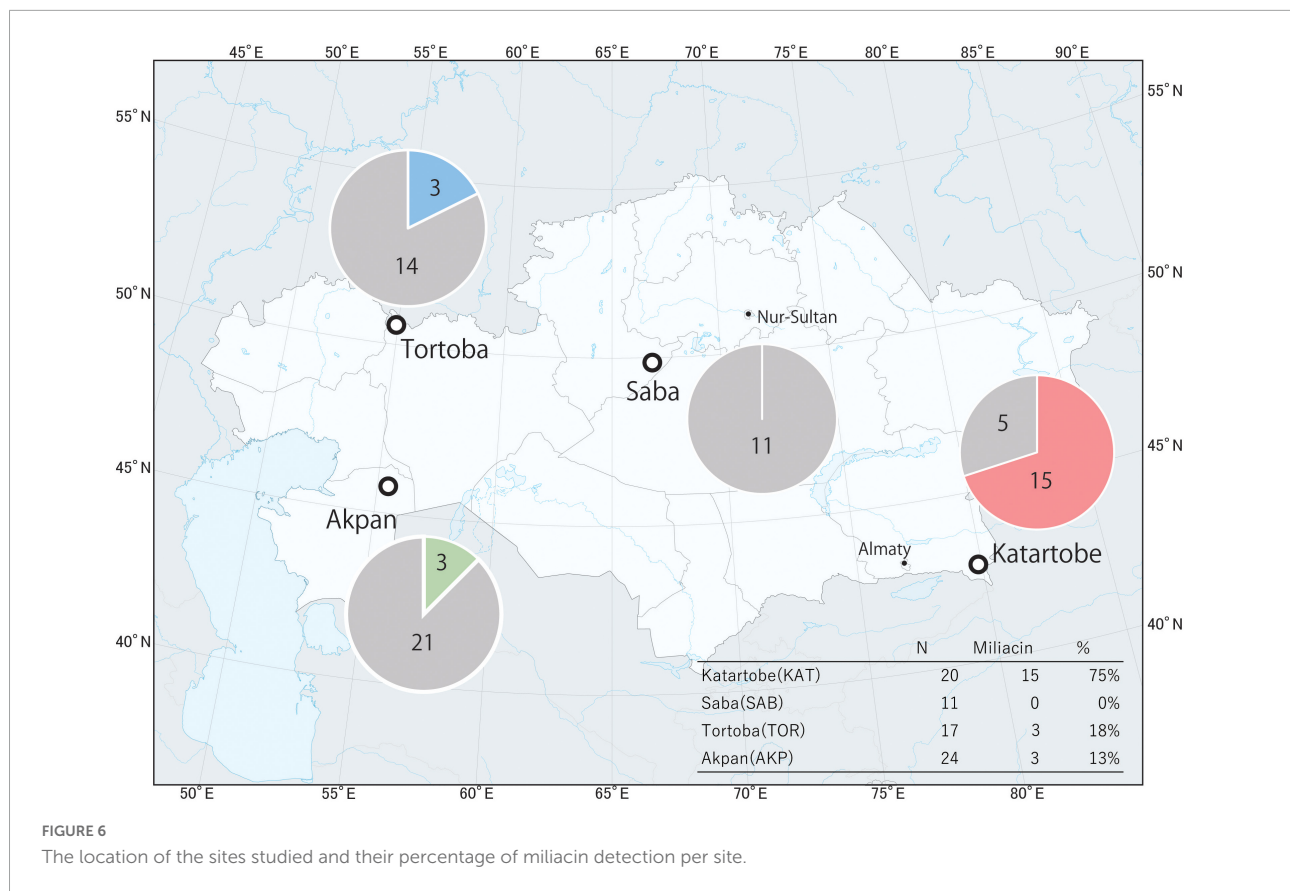 45° E 50° E 55° E 60° E 65° E 70° E 75° E 80° E 85° E 90° E
55° N
55° N
3
14
50° N
50° N
Nur-Sultan
Tortoba
Saba
11
5
15
45° N
45° N
Akpan
Almaty
Katartobe
3
21
40° N
40° N
N Miliacin %
Katartobe(KAT) 20 15 75%
Saba(SAB) 11 0 0%
Tortoba(TOR) 17 3 18%
Akpan(AKP) 24 3 13%
50° E 55° E 60° E 65° E 70° E 75° E 80° E
FIGURE 6
The location of the sites studied and their percentage of miliacin detection per site.